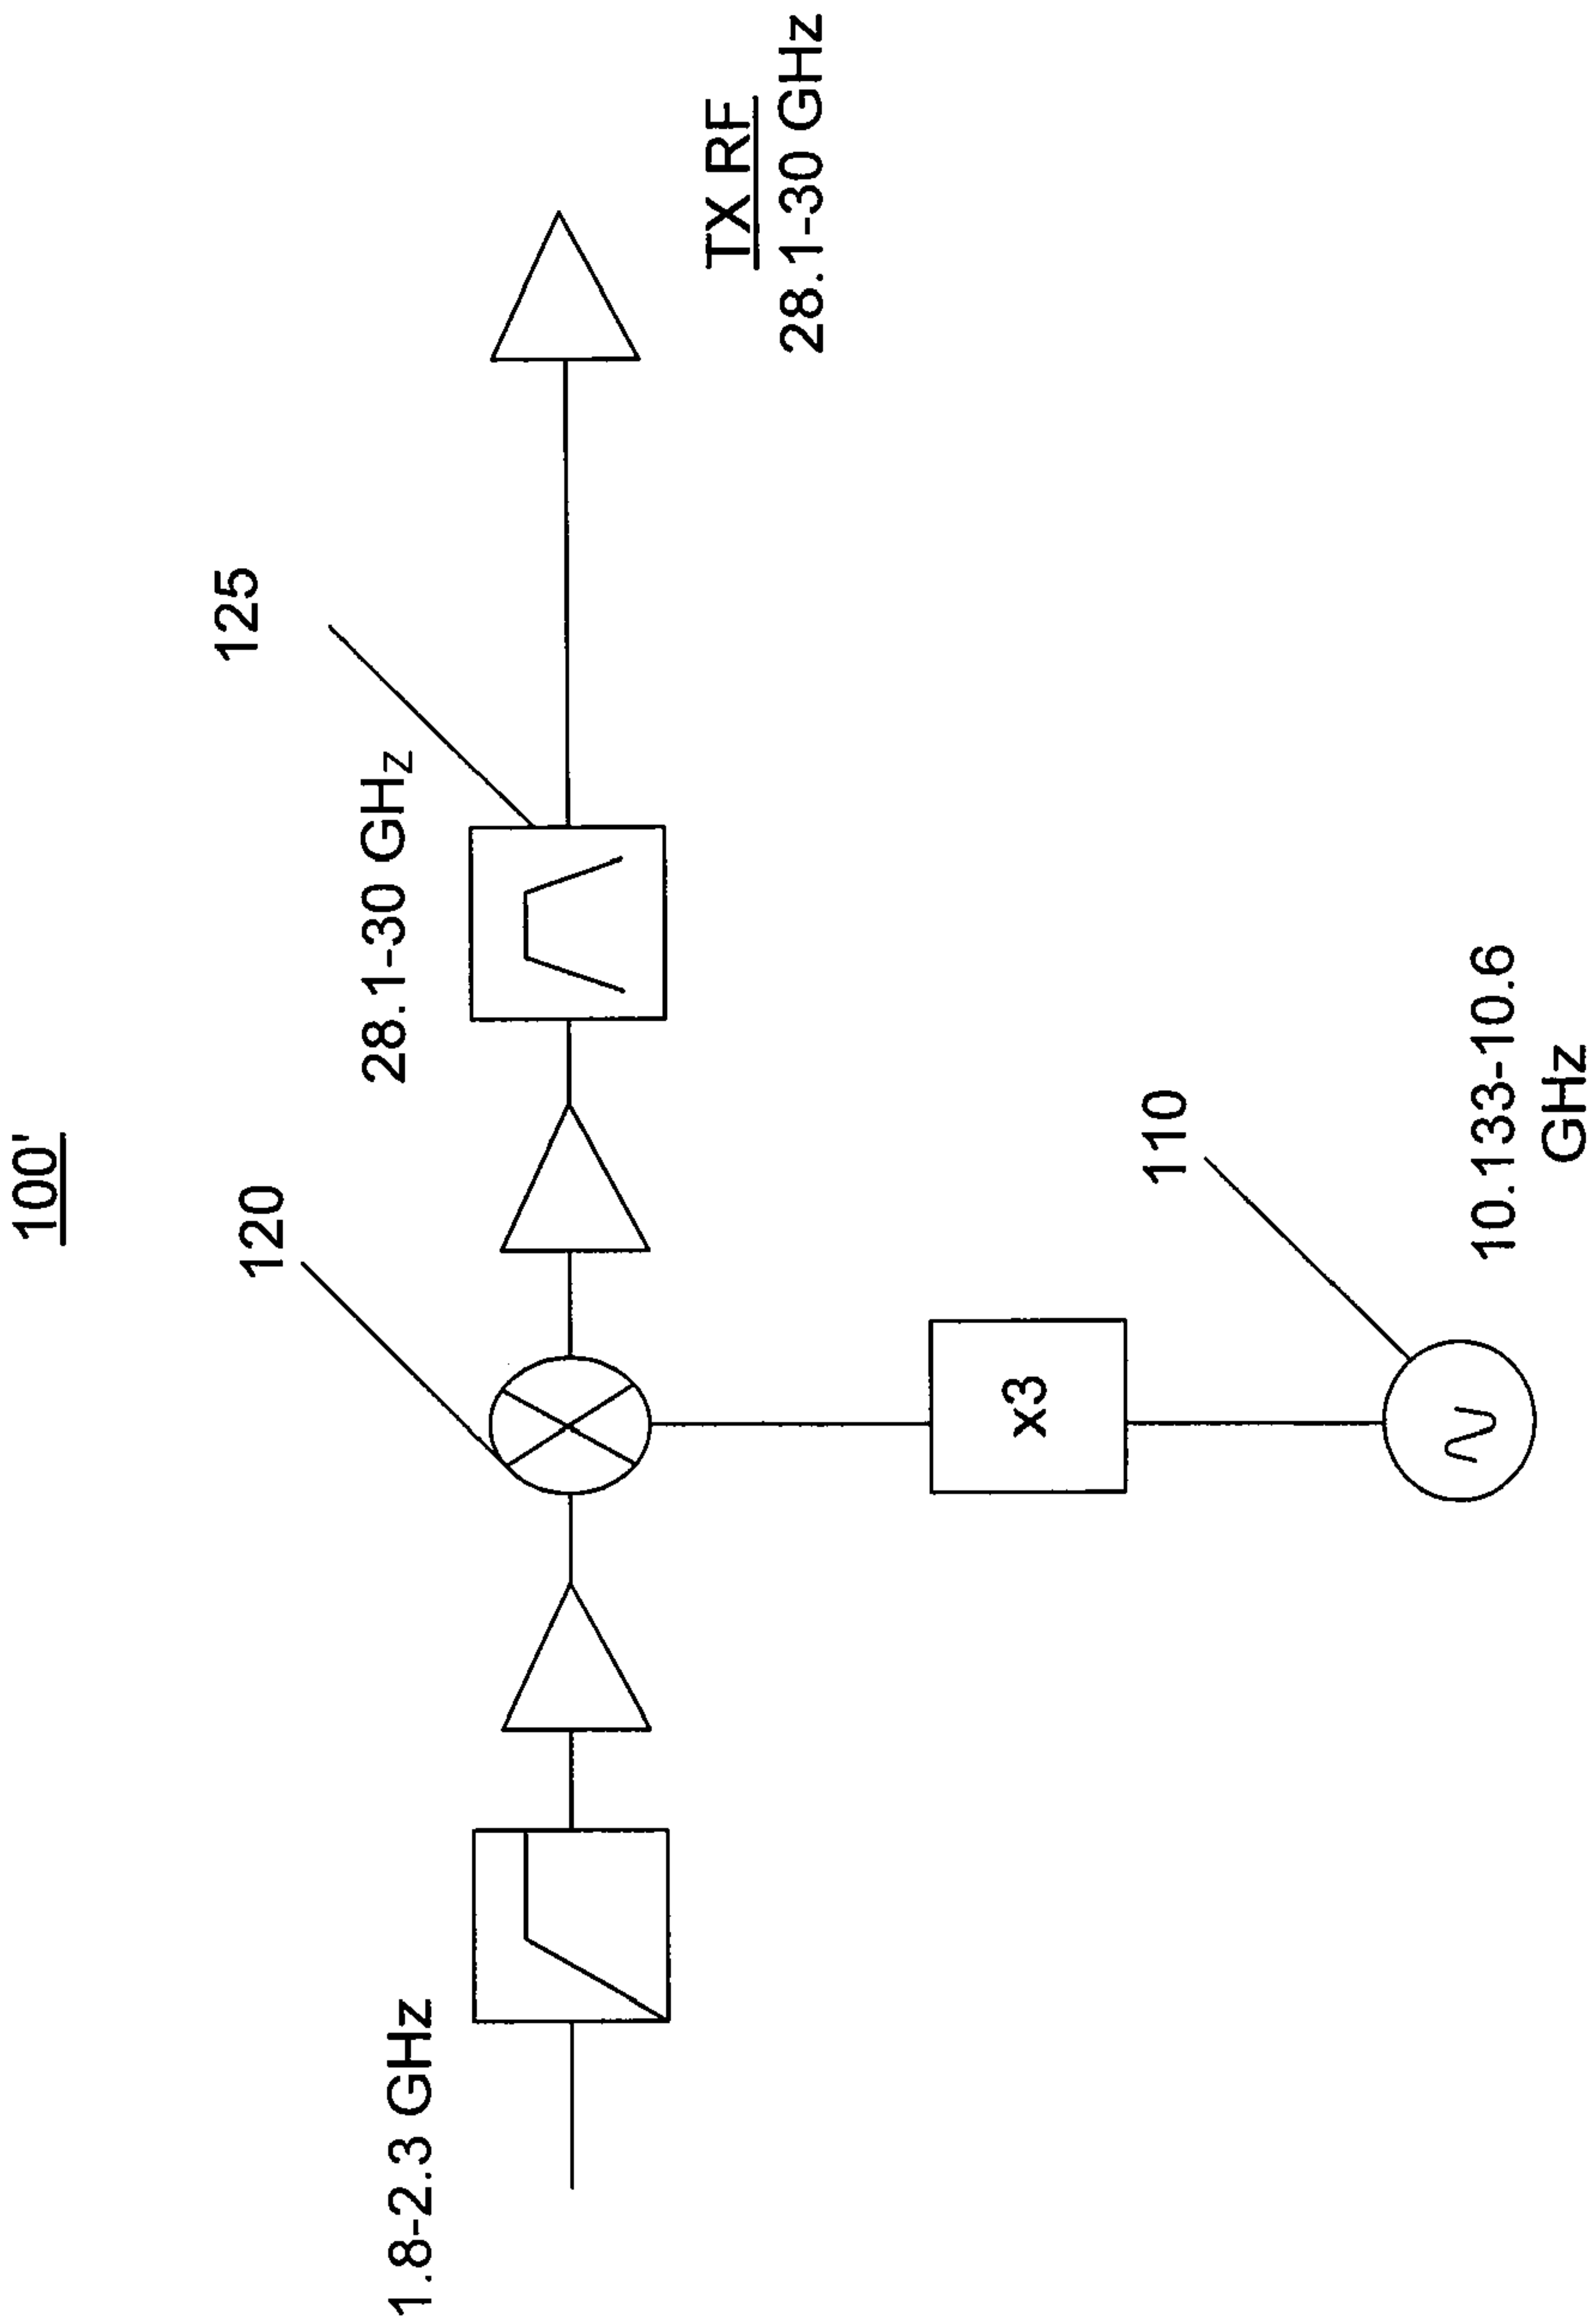 100'
120
125
1.8-2.3 GHz
28.1-30 GHz
TX RF
28.1-30 GHz
x3
110
10.133-10.6
GHz